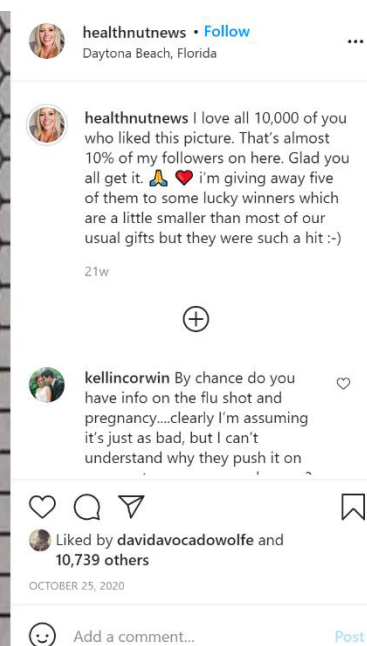 healthnutnews • Follow
Daytona Beach, Florida
healthnutnews I love all 10,000 of you
who liked this picture. That's almost
10% of my followers on here. Glad you
all get it. 🙏 ❤️ i'm giving away five
of them to some lucky winners which
are a little smaller than most of our
usual gifts but they were such a hit :-)
21w
kellincorwin By chance do you
have info on the flu shot and
pregnancy....clearly I'm assuming
it's just as bad, but I can't
understand why they push it on
Liked by davidavocadowolfe and
10,739 others
OCTOBER 25, 2020
Add a comment...
Post